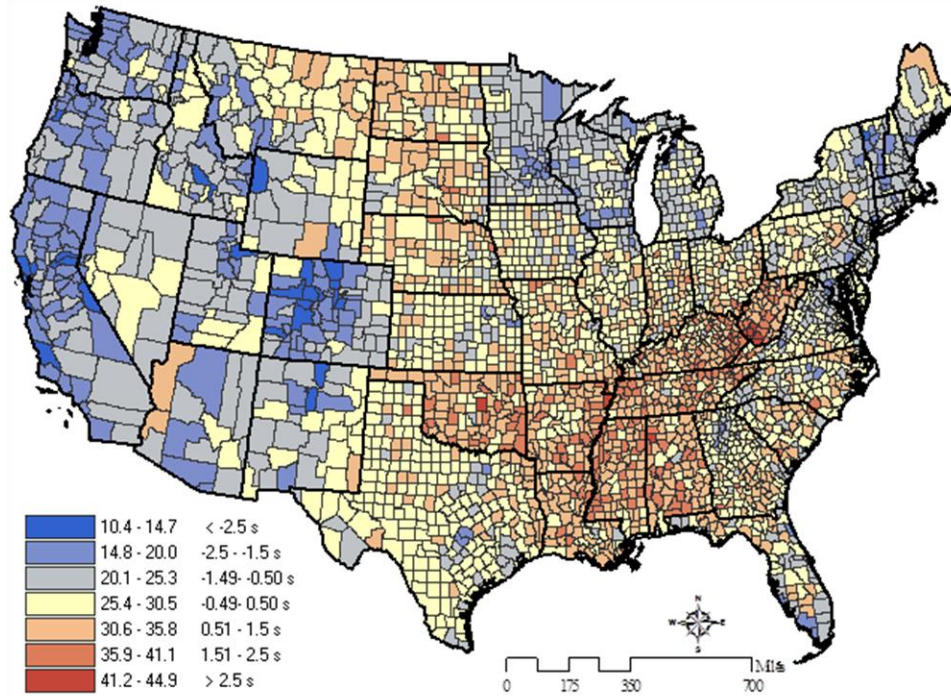 10.4 - 14.7 < -2.5 s
14.8 - 20.0 -2.5 - -1.5 s
20.1 - 25.3 -1.49- -0.50 s
25.4 - 30.5 -0.49- 0.50 s
30.6 - 35.8 0.51 - 1.5 s
35.9 - 41.1 1.51 - 2.5 s
41.2 - 44.9 > 2.5 s
N
W E
S
Miles
0 175 350 700